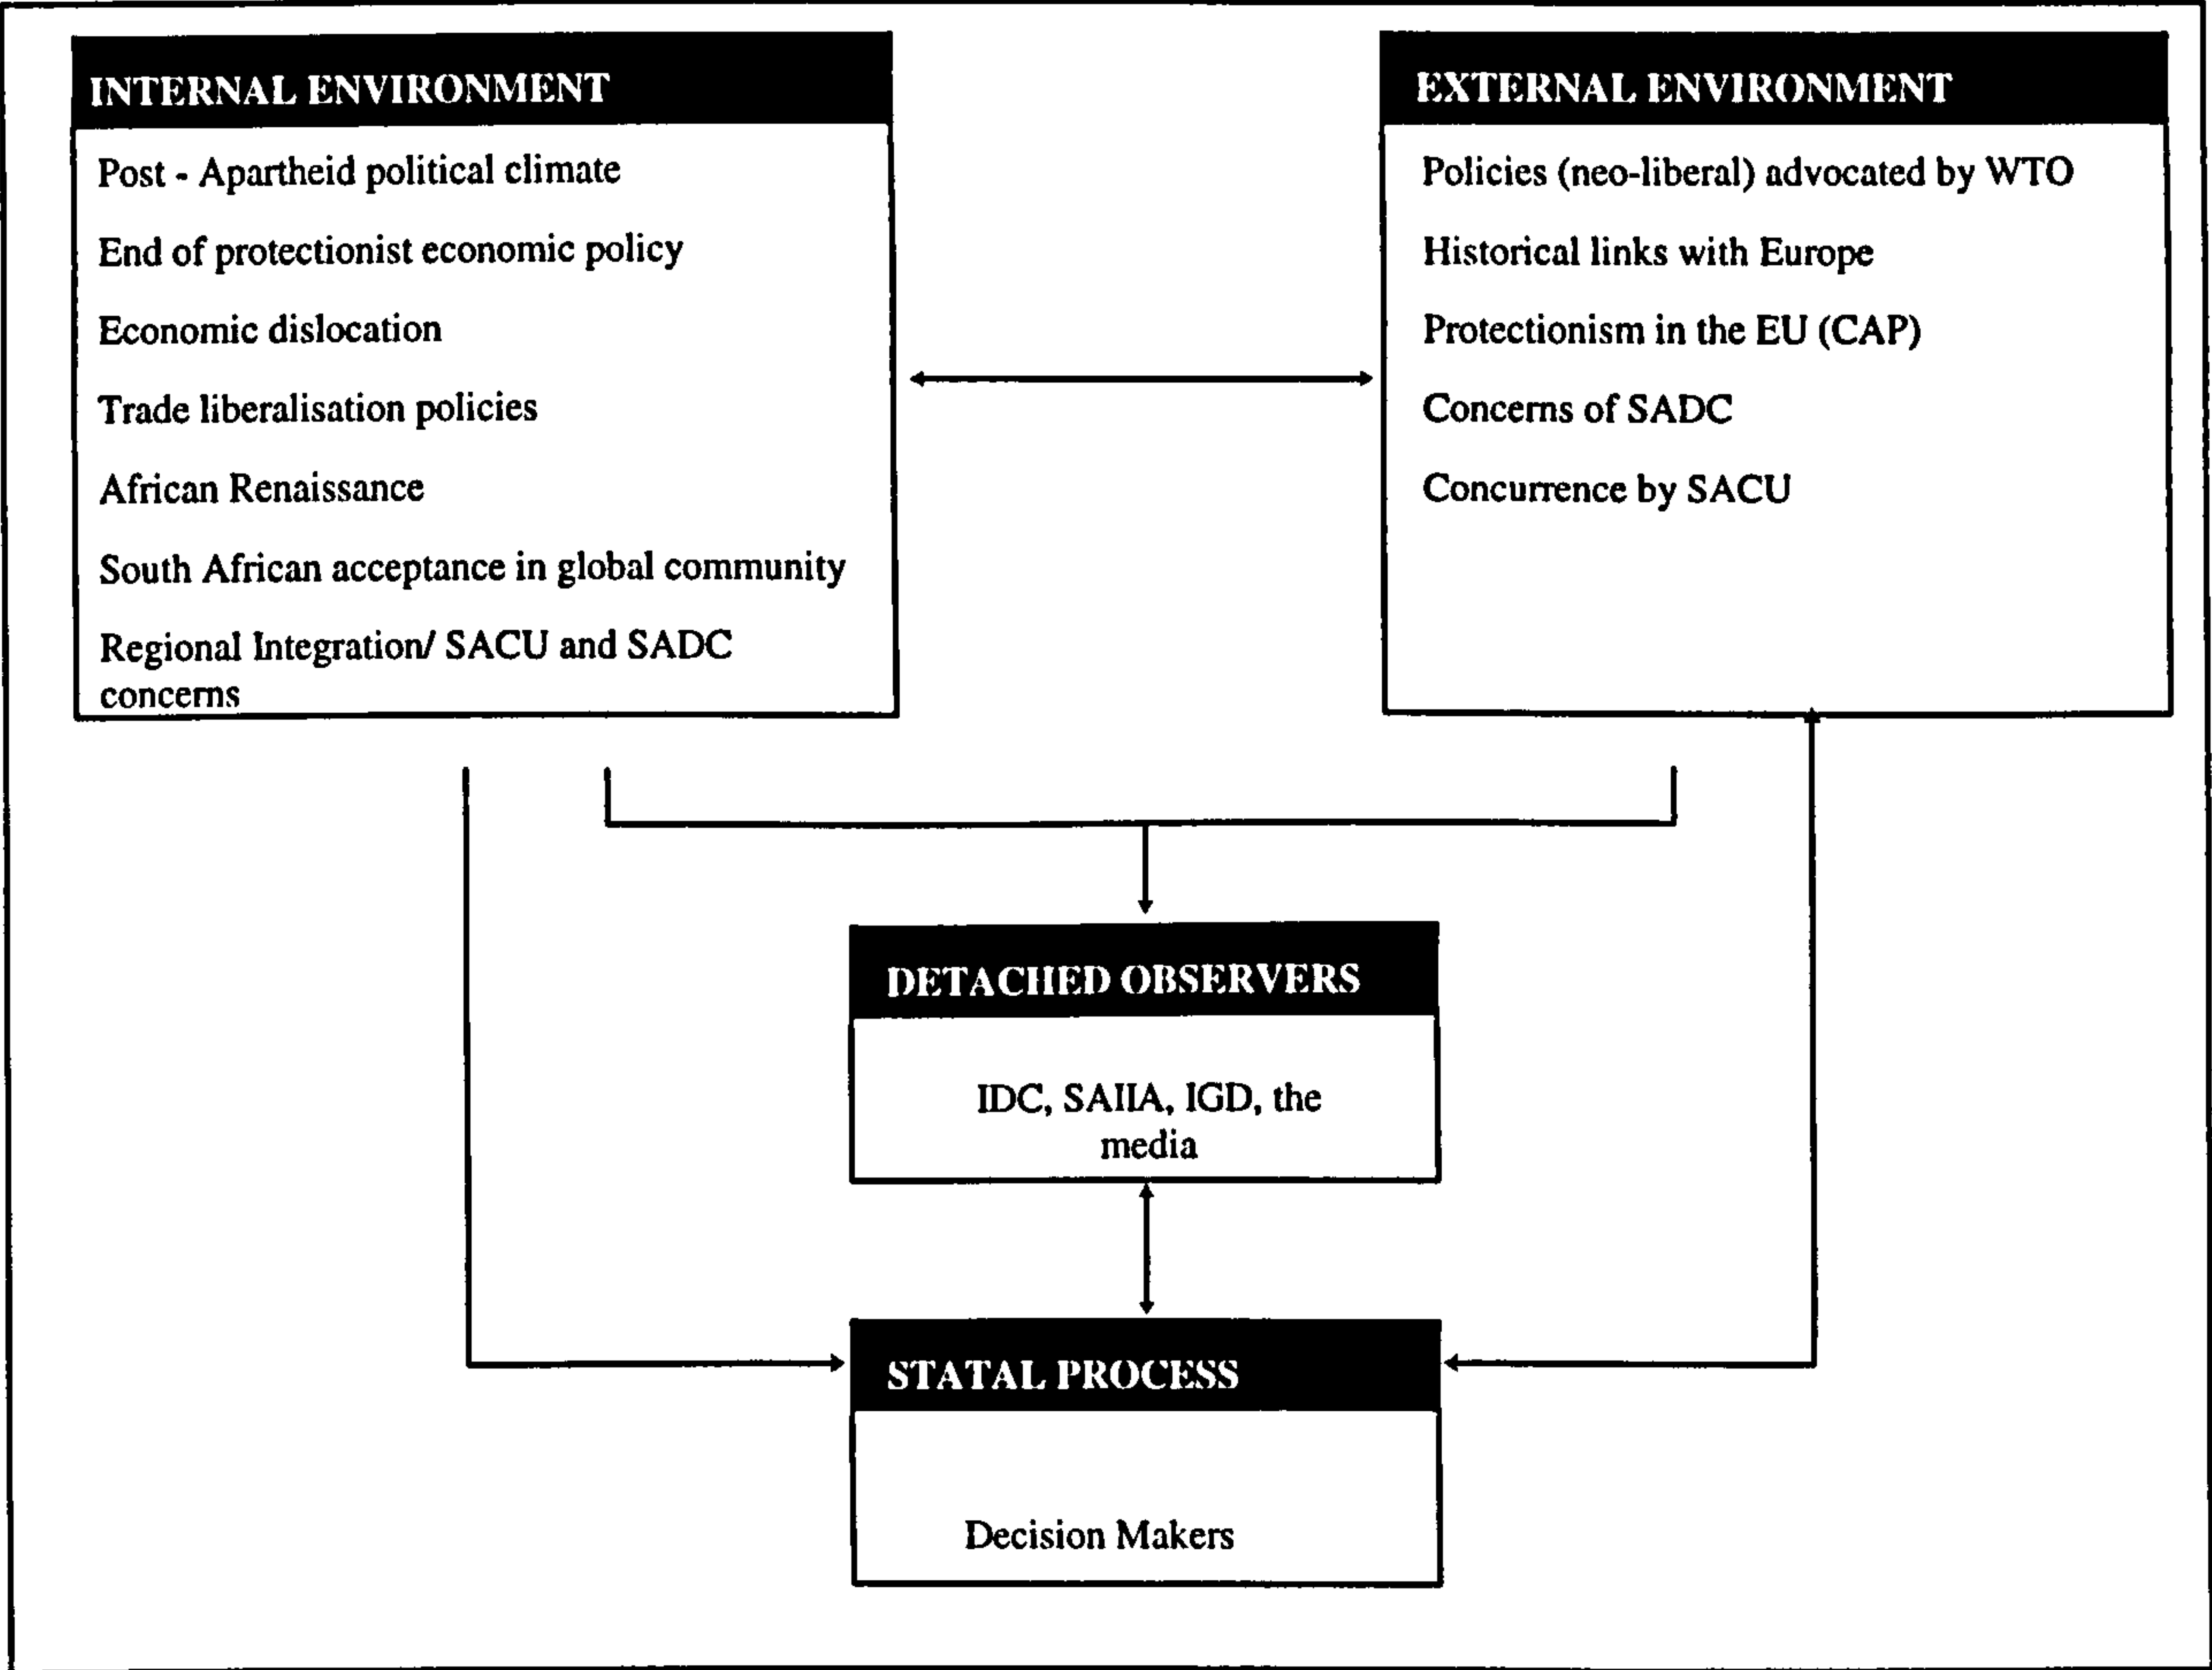 INTERNAL ENVIRONMENT
Post - Apartheid political climate
End of protectionist economic policy
Economic dislocation
Trade liberalisation policies
African Renaissance
South African acceptance in global community
Regional Integration/ SACU and SADC
concerns
EXTERNAL ENVIRONMENT
Policies (neo-liberal) advocated by WTO
Historical links with Europe
Protectionism in the EU (CAP)
Concerns of SADC
Concurrence by SACU
DETACHED OBSERVERS
IDC, SAIIA, IGD, the
media
STATAL PROCESS
Decision Makers